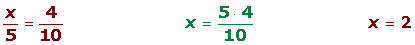 x/5 = 4/10    x = 5 · 4/10    x = 2